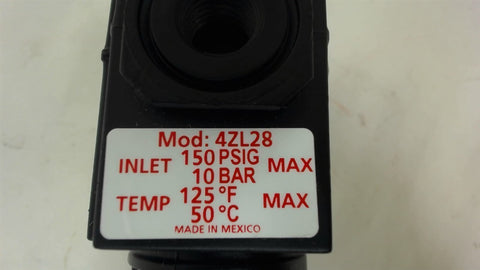 Mod: 4ZL28
INLET 150 PSIG MAX
10 BAR
TEMP 125 °F MAX
50 °C
MADE IN MEXICO